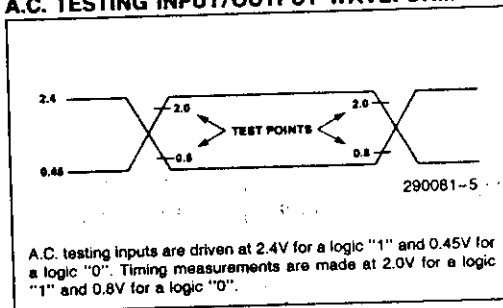 A.C. TESTING INPUT/OUTPUT WAVEFORM
2.4
2.0
2.0
TEST POINTS
0.8
0.8
0.45
290081-5
A.C. testing inputs are driven at 2.4V for a logic "1" and 0.45V for
a logic "0". Timing measurements are made at 2.0V for a logic
"1" and 0.8V for a logic "0".